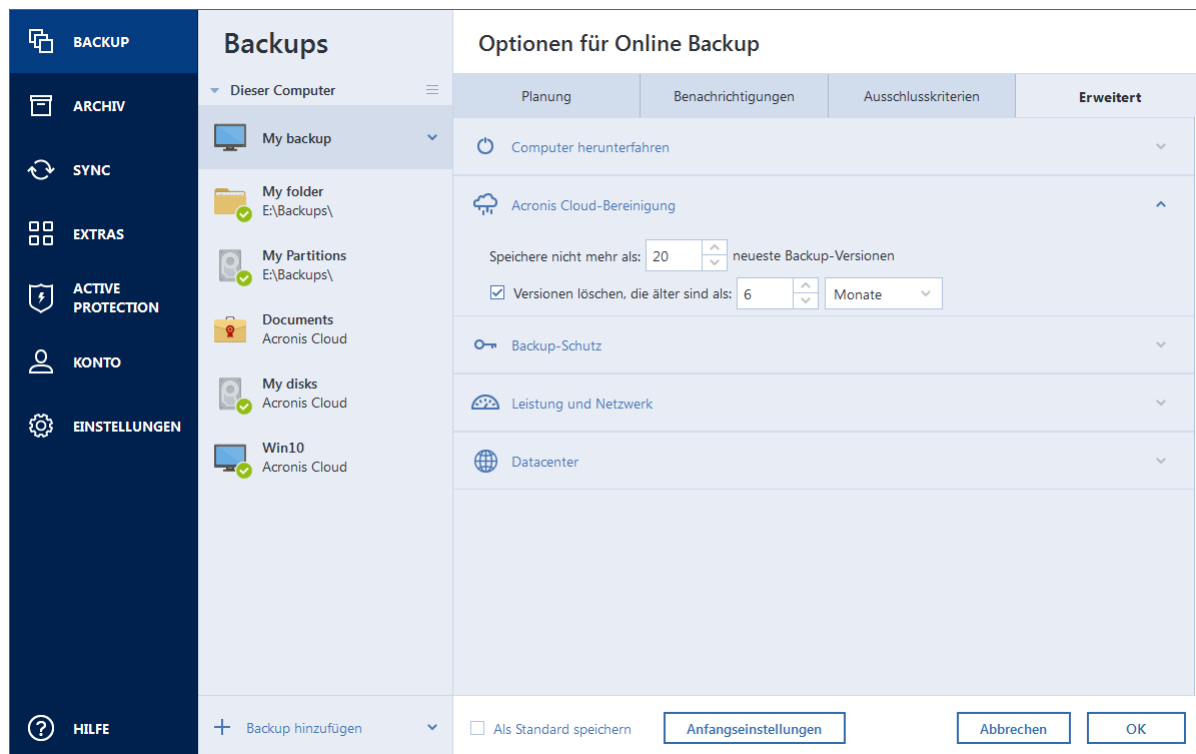 BACKUP
ARCHIV
SYNC
EXTRAS
ACTIVE
PROTECTION
KONTO
EINSTELLUNGEN
HILFE
Backups
Dieser Computer
My backup
My folder
E:\Backups\
My Partitions
E:\Backups\
Documents
Acronis Cloud
My disks
Acronis Cloud
Win10
Acronis Cloud
Backup hinzufügen
Optionen für Online Backup
Planung Benachrichtigungen Ausschlusskriterien Erweitert
Computer herunterfahren
Acronis Cloud-Bereinigung
Speichere nicht mehr als: 20 neueste Backup-Versionen
Versionen löschen, die älter sind als: 6 Monate
Backup-Schutz
Leistung und Netzwerk
Datacenter
Als Standard speichern Anfangseinstellungen Abbrechen OK